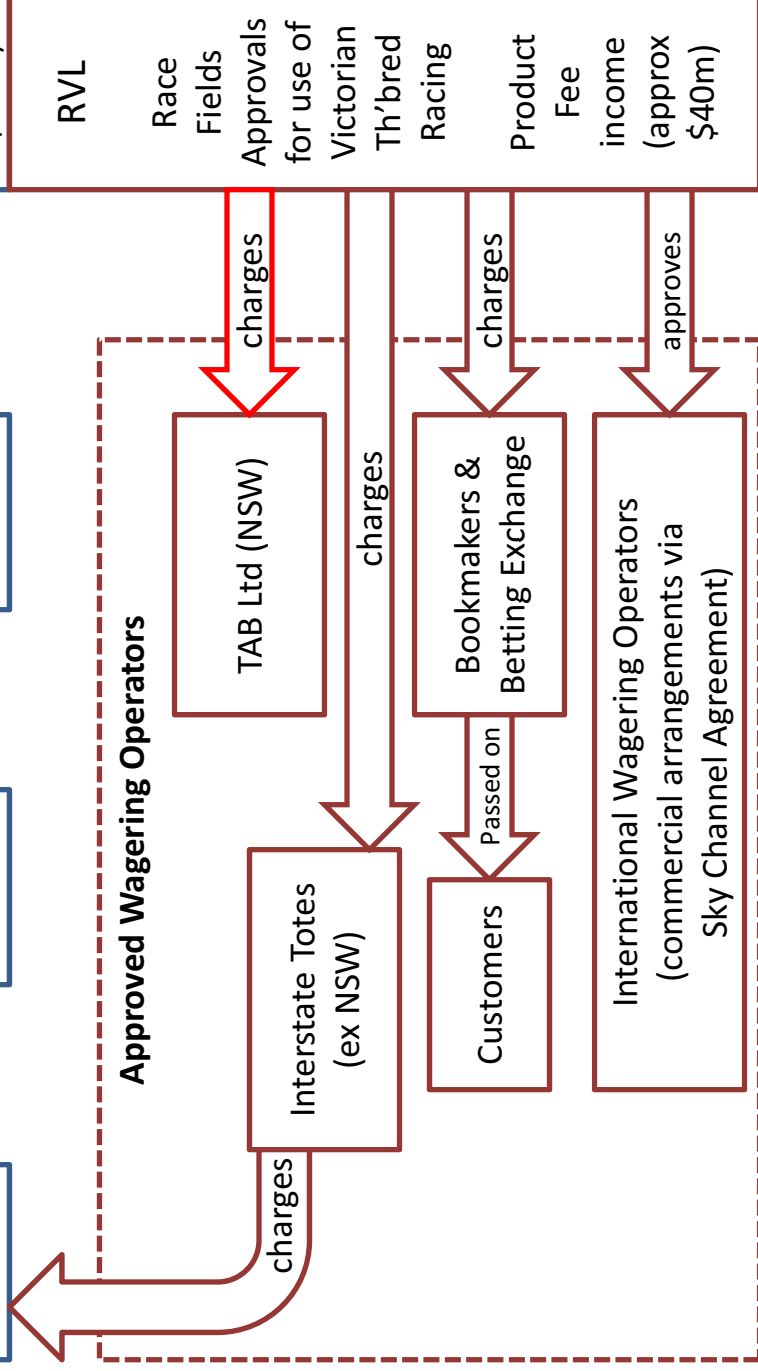 RVL
Race
Fields
Approvals
for use of
Victorian
Th'bred
Racing
Product
Fee
income
(approx
$40m)
charges
charges
charges
approves
Approved Wagering Operators
TAB Ltd (NSW)
Interstate Totes
(ex NSW)
charges
Bookmakers &
Betting Exchange
Passed on
Customers
International Wagering Operators
(commercial arrangements via
Sky Channel Agreement)